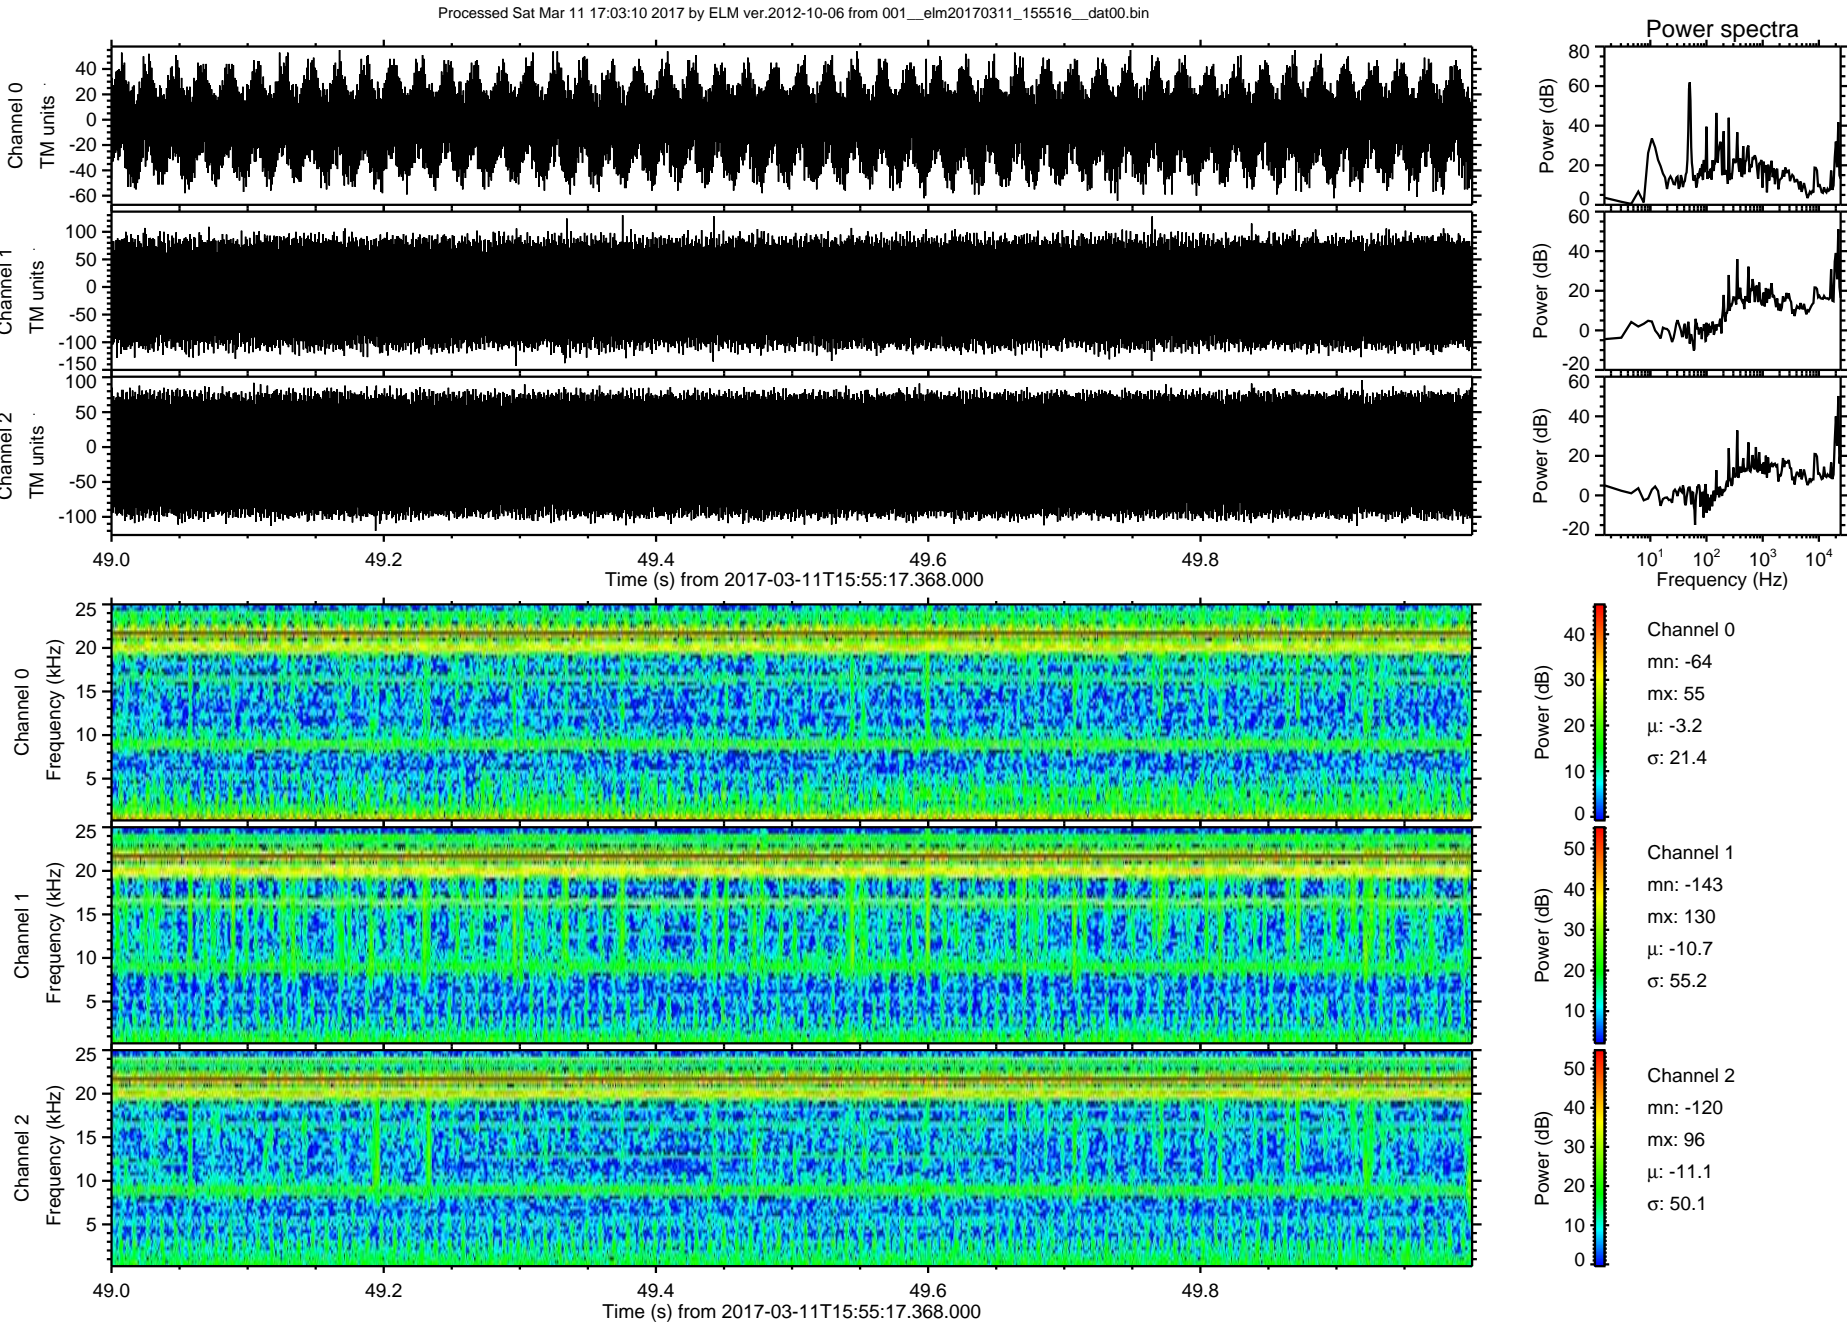 Processed Sat Mar 11 17:03:10 2017 by ELM ver.2012-10-06 from 001__elm20170311_155516__dat00.bin
Power spectra
Channel 0
TM units
40
20
0
-20
-40
-60
Power (dB)
80
60
40
20
0
Channel 1
TM units
100
50
0
-50
-100
-150
Power (dB)
60
40
20
0
-20
Channel 2
TM units
100
50
0
-50
-100
Power (dB)
60
40
20
0
-20
49.0 49.2 49.4 49.6 49.8
Time (s) from 2017-03-11T15:55:17.368.000
10^1 10^2 10^3 10^4
Frequency (Hz)
Channel 0
Frequency (kHz)
25
20
15
10
5
Power (dB)
40
30
20
10
0
Channel 0
mn: -64
mx: 55
μ: -3.2
σ: 21.4
Channel 1
Frequency (kHz)
25
20
15
10
5
Power (dB)
50
40
30
20
10
Channel 1
mn: -143
mx: 130
μ: -10.7
σ: 55.2
Channel 2
Frequency (kHz)
25
20
15
10
5
Power (dB)
50
40
30
20
10
0
Channel 2
mn: -120
mx: 96
μ: -11.1
σ: 50.1
49.0 49.2 49.4 49.6 49.8
Time (s) from 2017-03-11T15:55:17.368.000